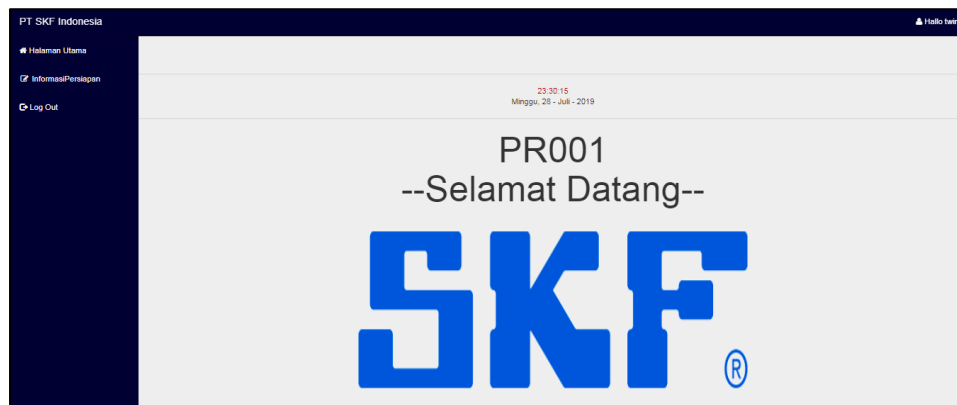 PT SKF Indonesia
Hallo
Halaman Utama
InformasiPersiapan
Log Out
23:30:15
Minggu, 28 - Juli - 2019
PR001
--Selamat Datang--
SKF
®